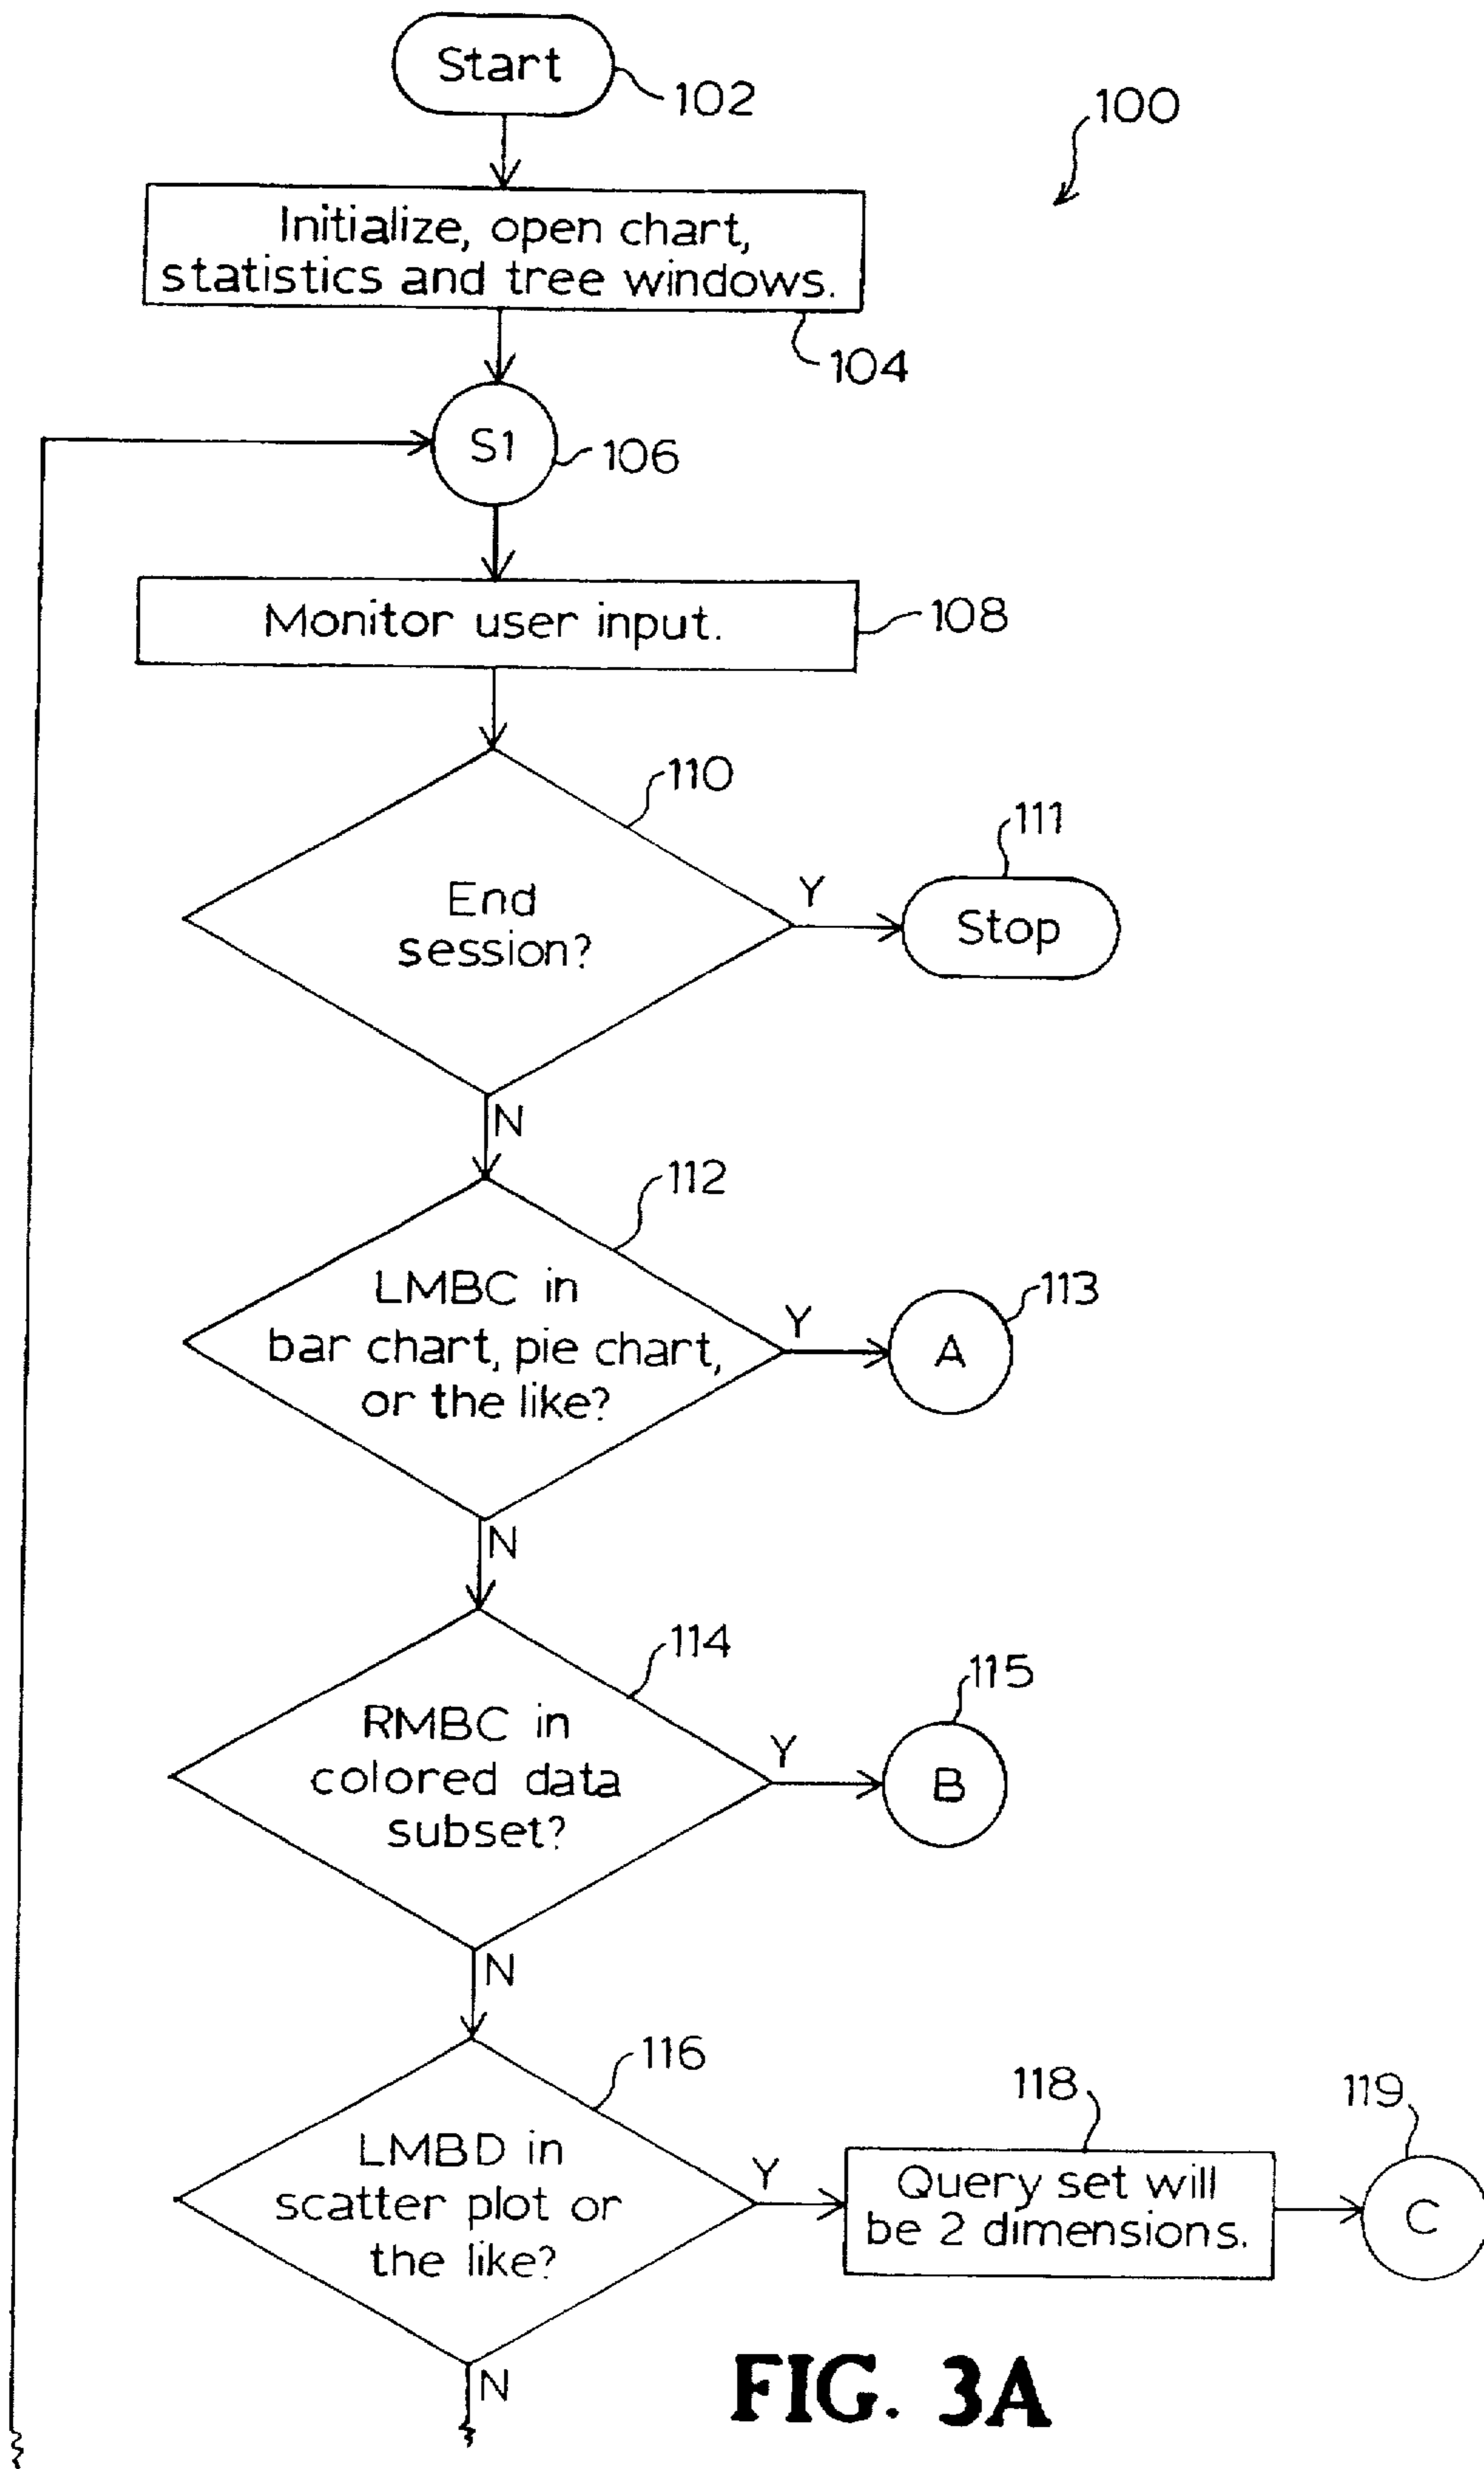 Start
102
100
Initialize, open chart,
statistics and tree windows.
104
S1
106
Monitor user input.
108
110
111
End
session?
Y
Stop
N
112
LMBC in
bar chart, pie chart,
or the like?
Y
113
A
N
114
RMBC in
colored data
subset?
Y
115
B
N
116
LMBD in
scatter plot or
the like?
Y
118
Query set will
be 2 dimensions.
119
C
N
FIG. 3A